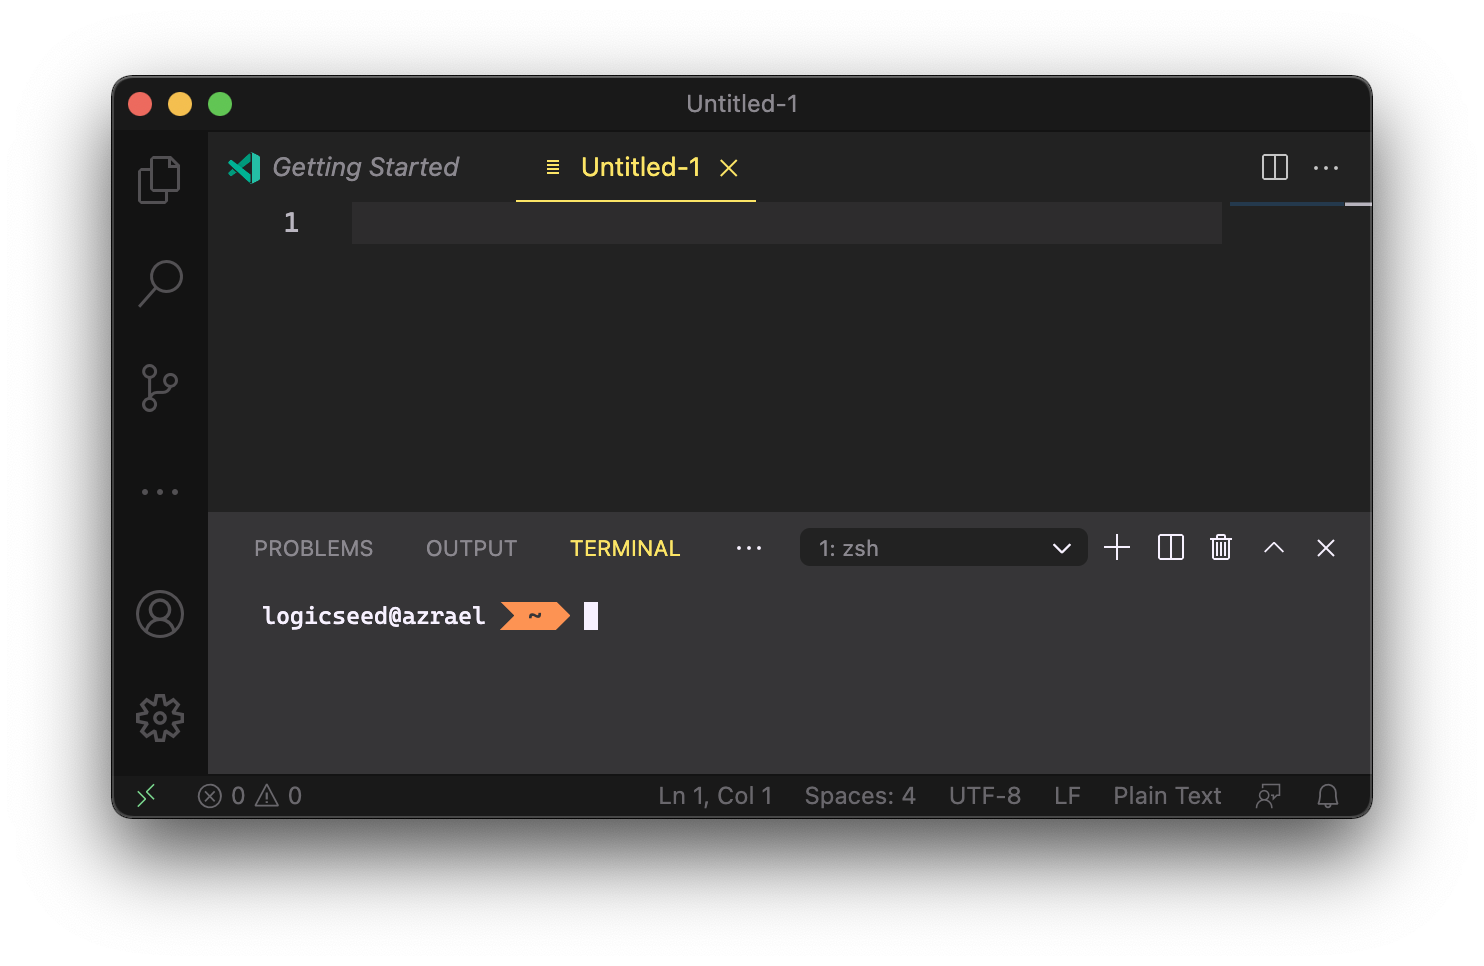 Untitled-1
Getting Started Untitled-1
1
PROBLEMS OUTPUT TERMINAL ... 1: zsh
logicseed@azrael ~
0 0 Ln 1, Col 1 Spaces: 4 UTF-8 LF Plain Text